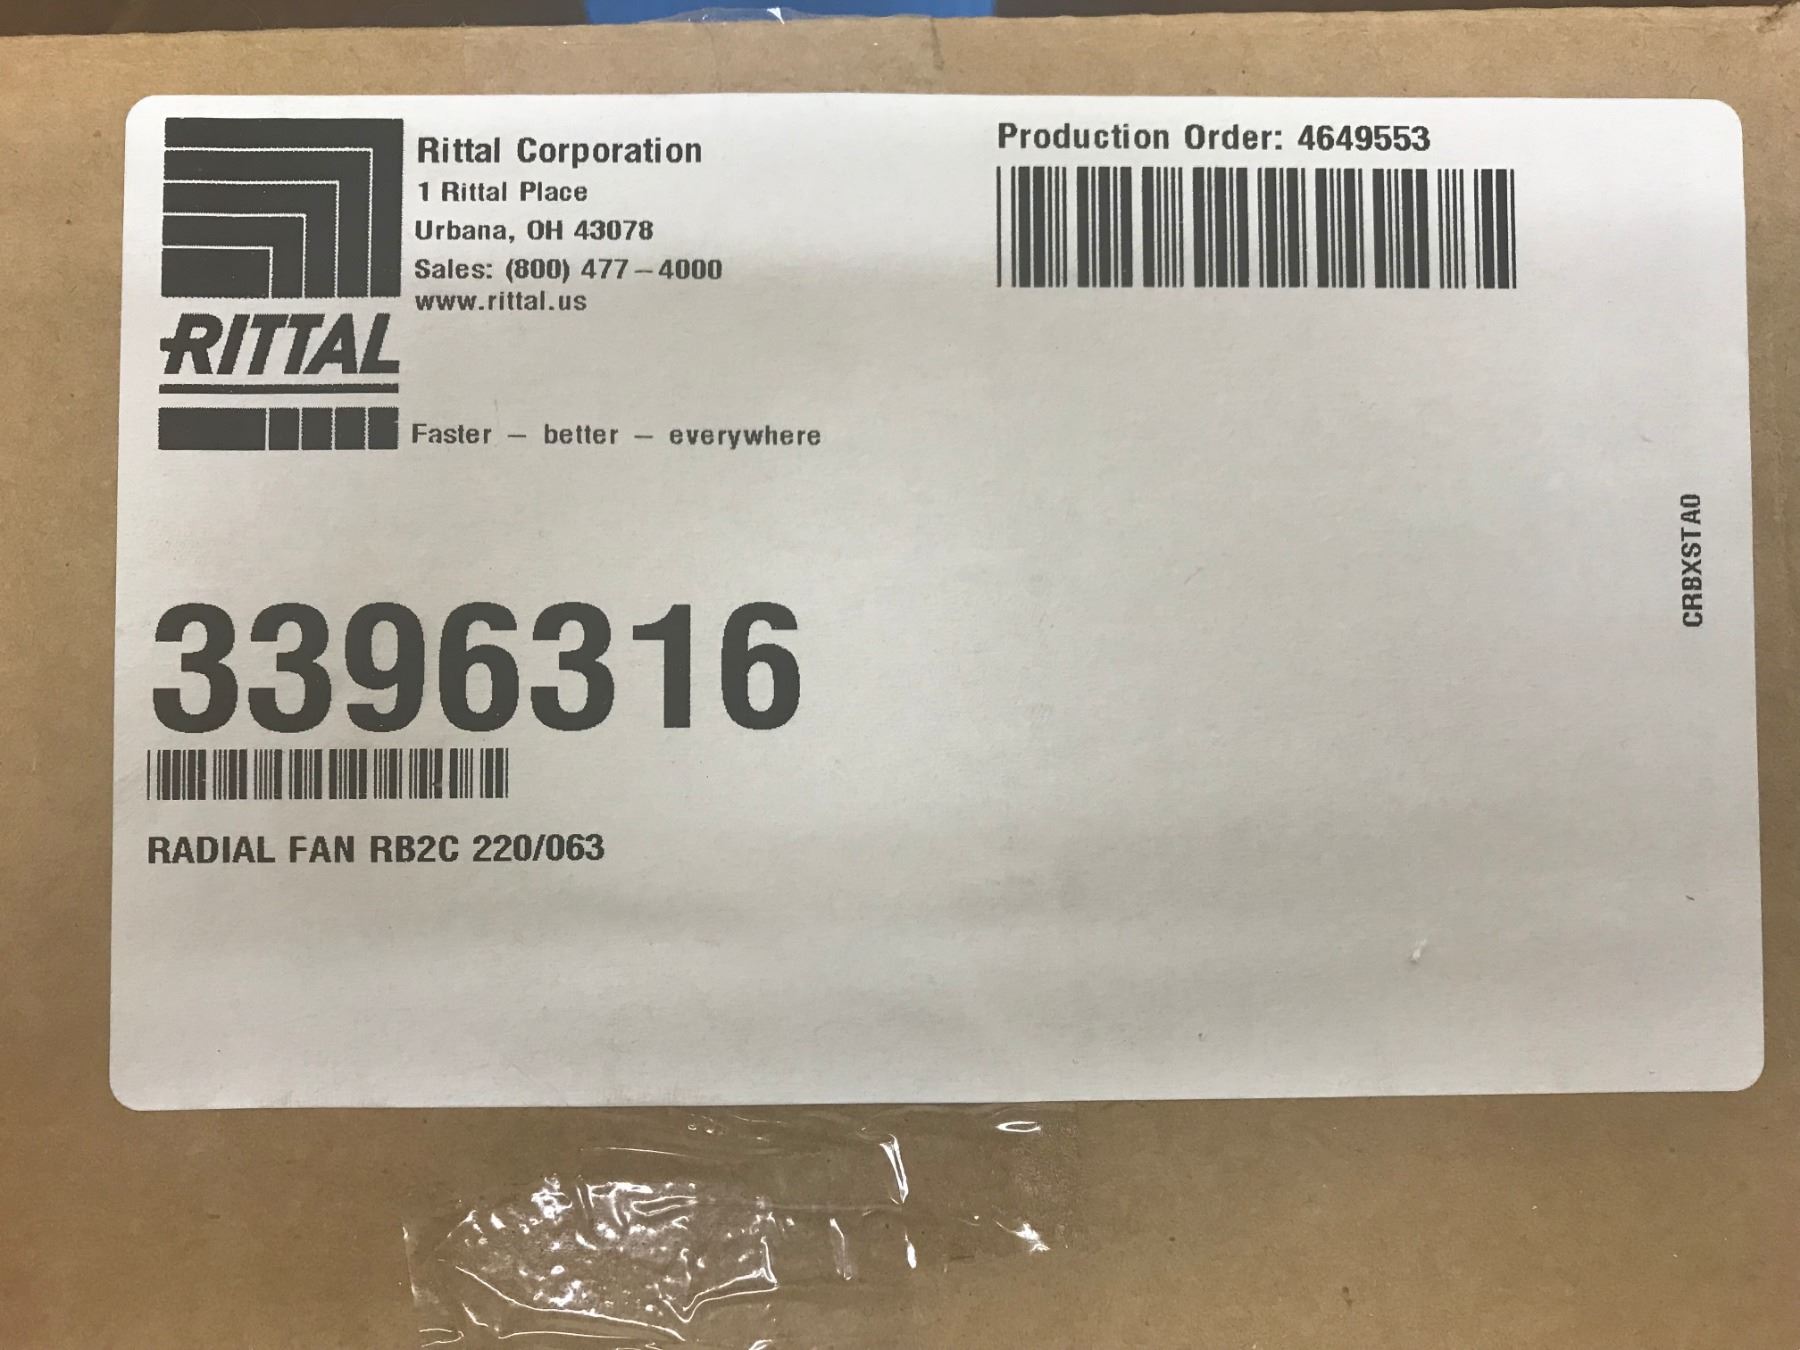 Rittal Corporation
1 Rittal Place
Urbana, OH 43078
Sales: (800) 477-4000
www.rittal.us
RITTAL
Faster - better - everywhere
Production Order: 4649553
CRBXSTA0
3396316
RADIAL FAN RB2C 220/063